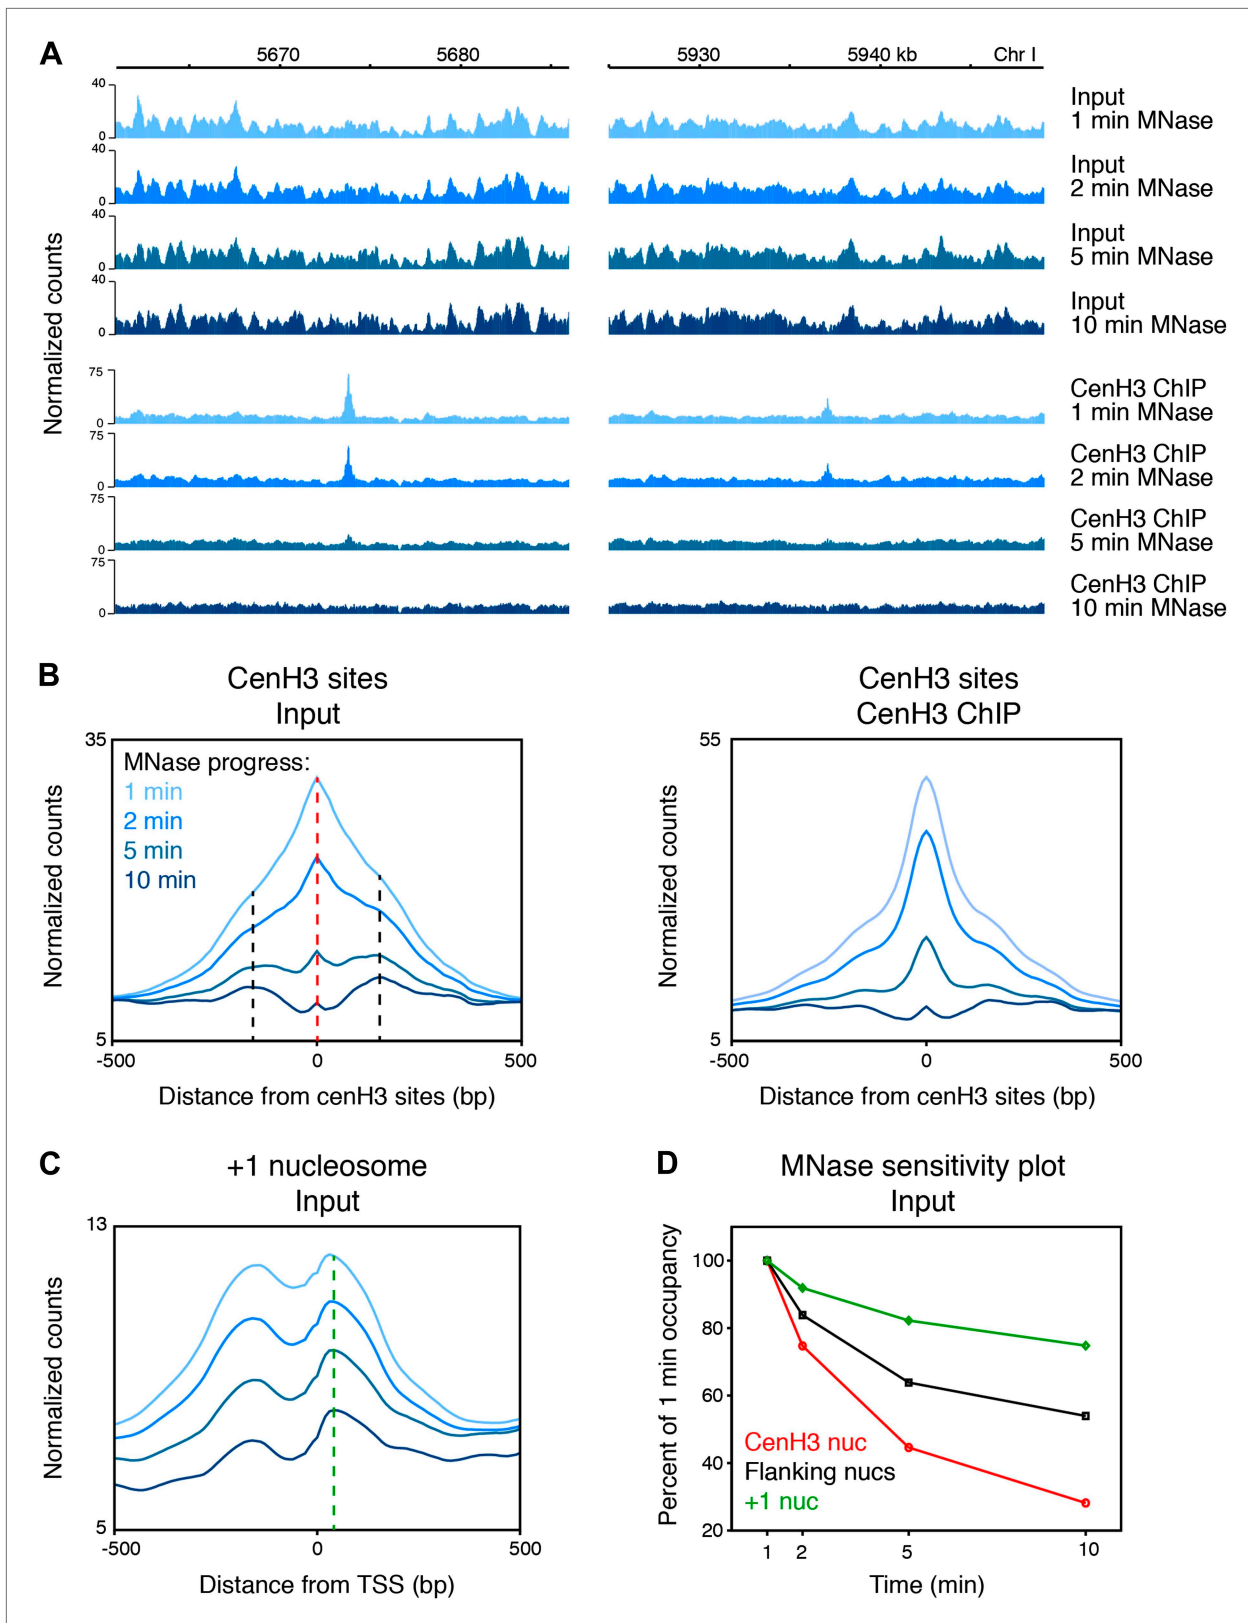 A
5670
5680
5930
5940 kb
Chr I
Normalized counts
40
0
Input
1 min MNase
40
0
Input
2 min MNase
40
0
Input
5 min MNase
40
0
Input
10 min MNase
75
0
CenH3 ChIP
1 min MNase
75
0
CenH3 ChIP
2 min MNase
75
0
CenH3 ChIP
5 min MNase
75
0
CenH3 ChIP
10 min MNase
B
CenH3 sites
Input
35
5
Normalized counts
MNase progress:
1 min
2 min
5 min
10 min
-500
0
500
Distance from cenH3 sites (bp)
CenH3 sites
CenH3 ChIP
55
5
Normalized counts
-500
0
500
Distance from cenH3 sites (bp)
C
+1 nucleosome
Input
13
5
Normalized counts
-500
0
500
Distance from TSS (bp)
D
MNase sensitivity plot
Input
Percent of 1 min occupancy
100
80
60
40
20
CenH3 nuc
Flanking nucs
+1 nuc
1
2
5
10
Time (min)